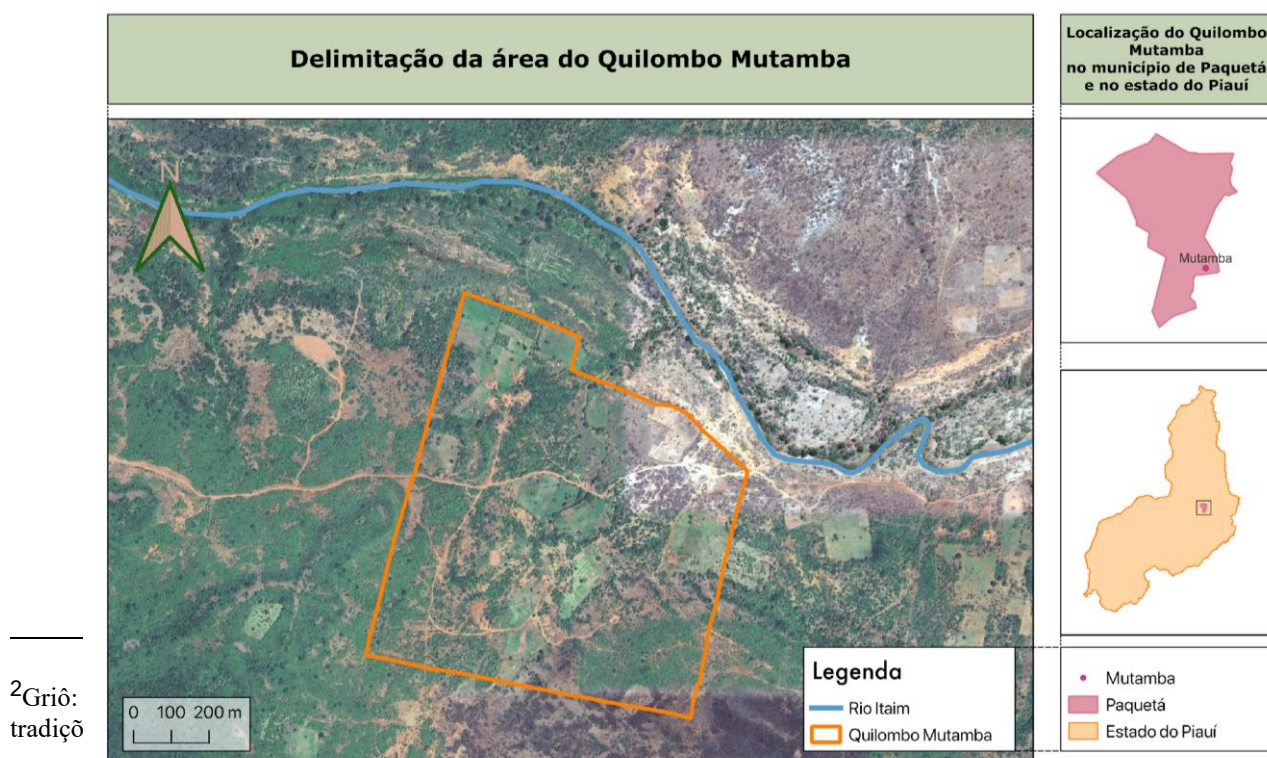 Delimitação da área do Quilombo Mutamba
Localização do Quilombo
Mutamba
no município de Paquetá
e no estado do Piauí
N
Mutamba
Legenda
Rio Itaim
Quilombo Mutamba
0 100 200 m
Mutamba
Paquetá
Estado do Piauí
²Griô:
tradiçõ